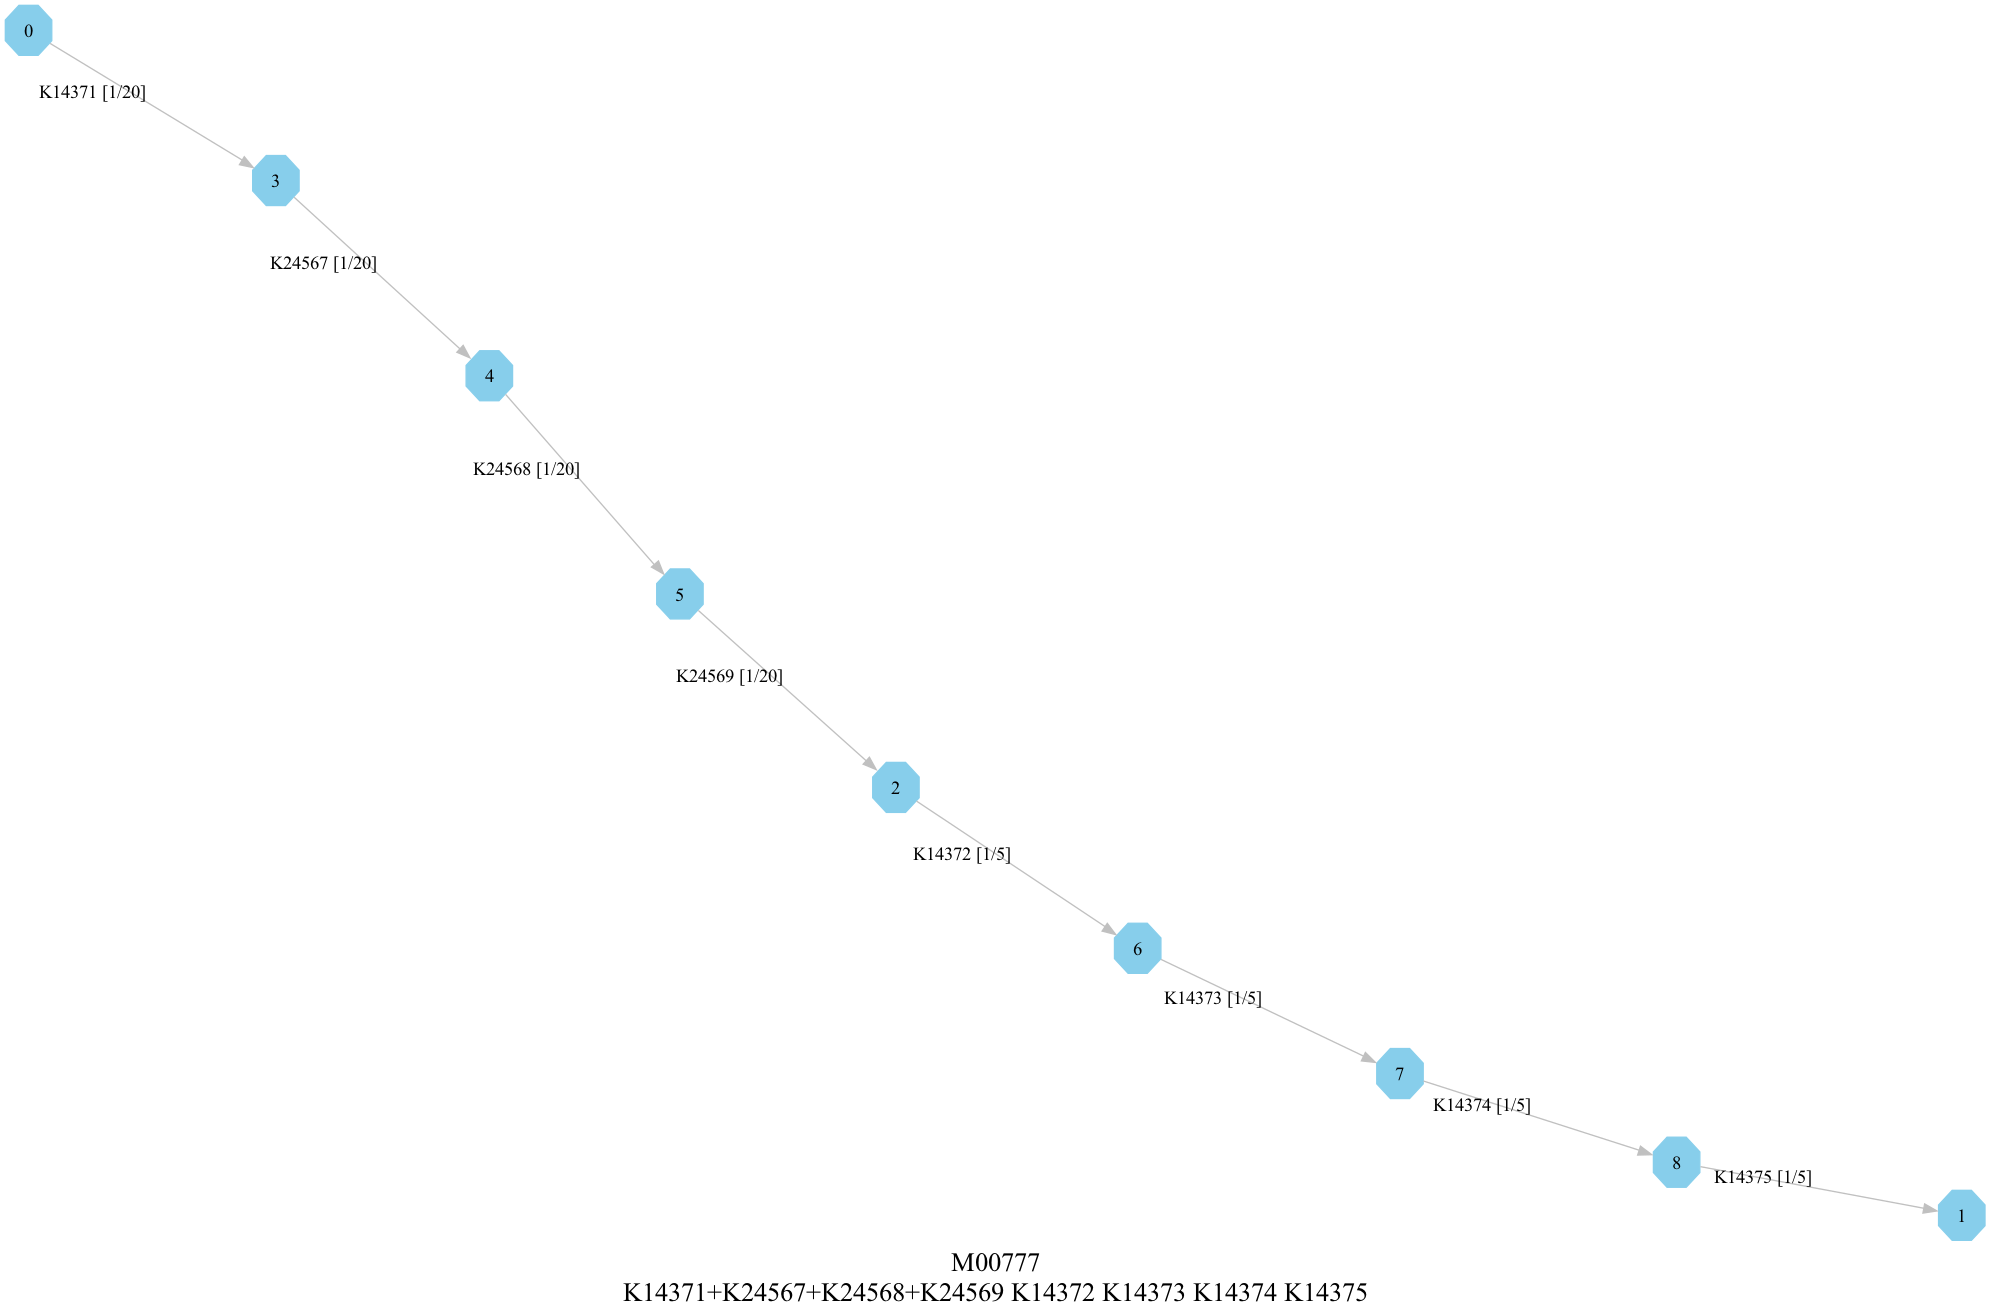 0
K14371 [1/20]
3
K24567 [1/20]
4
K24568 [1/20]
5
K24569 [1/20]
2
K14372 [1/5]
6
K14373 [1/5]
7
K14374 [1/5]
8
K14375 [1/5]
1
M00777
K14371+K24567+K24568+K24569 K14372 K14373 K14374 K14375